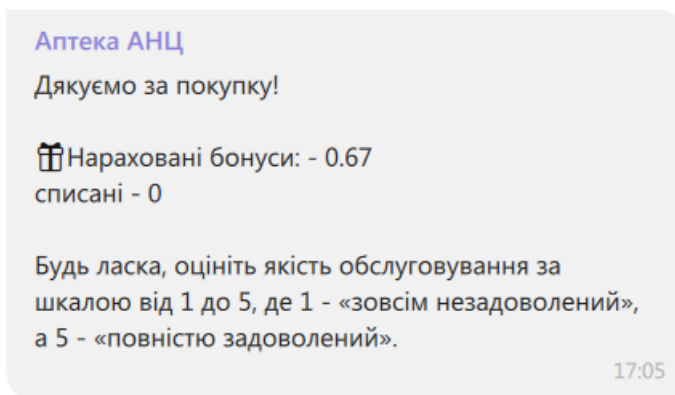 Аптека АНЦ
Дякуємо за покупку!
🎁Нараховані бонуси: - 0.67
списані - 0
Будь ласка, оцініть якість обслуговування за
шкалою від 1 до 5, де 1 - «зовсім незадоволений»,
а 5 - «повністю задоволений».
17:05